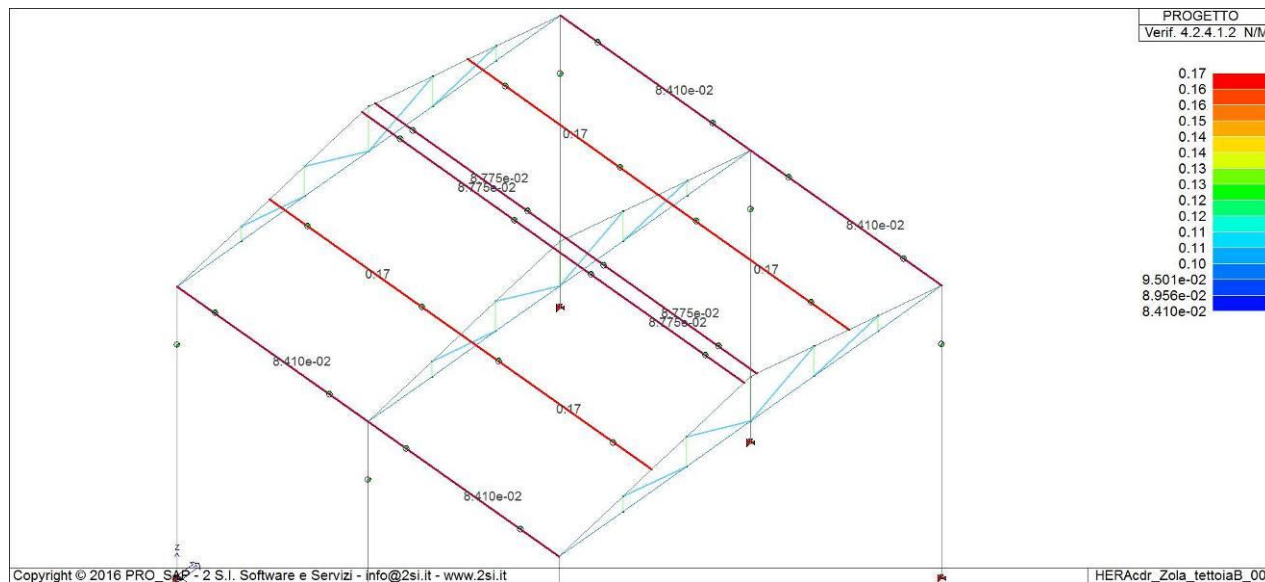 PROGETTO
Verif. 4.2.4.1.2 N/M
0.17
0.16
0.16
0.15
0.14
0.14
0.13
0.13
0.12
0.12
0.11
0.11
0.10
9.501e-02
8.956e-02
8.410e-02
8.410e-02
0.17
8.775e-02
8.775e-02
8.410e-02
0.17
0.17
8.775e-02
8.775e-02
8.410e-02
0.17
8.410e-02
Z
Copyright © 2016 PRO_SAP - 2 S.I. Software e Servizi - info@2si.it - www.2si.it
HERAcdr_Zola_tettoiaB_00